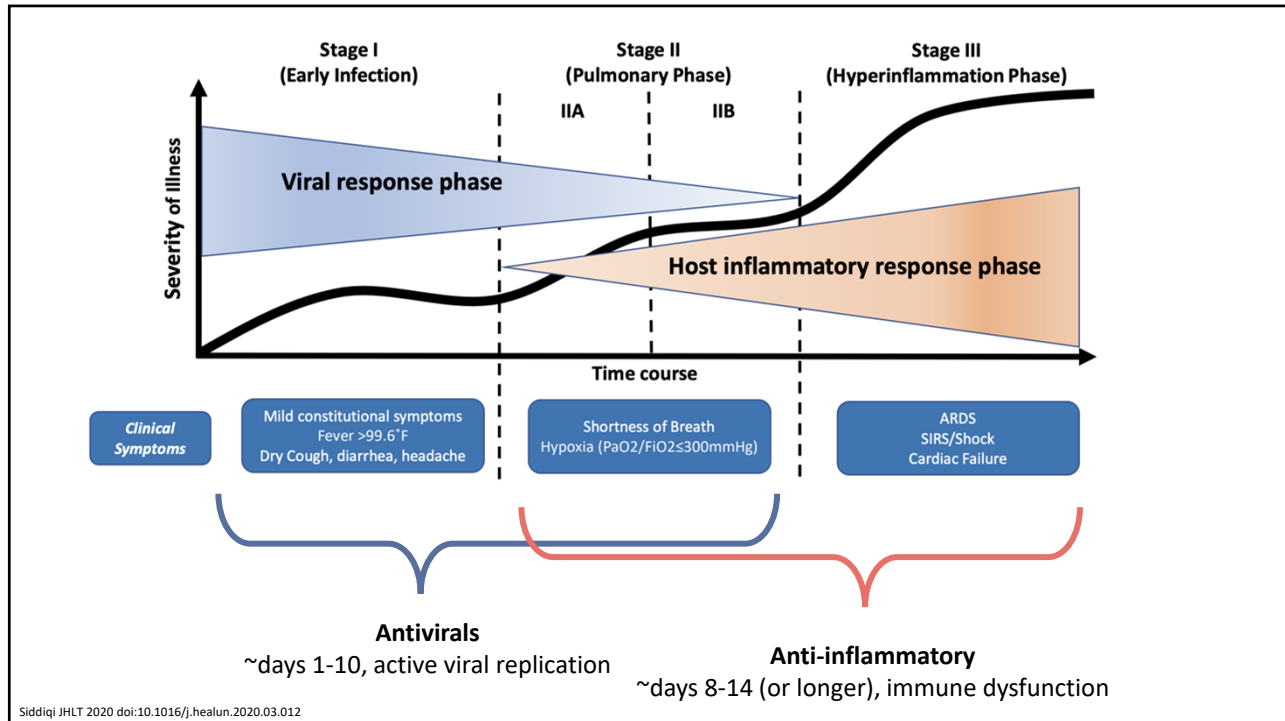 Stage I
(Early Infection)
Stage II
(Pulmonary Phase)
Stage III
(Hyperinflammation Phase)
IIA
IIB
Severity of Illness
Viral response phase
Host inflammatory response phase
Time course
Clinical
Symptoms
Mild constitutional symptoms
Fever >99.6°F
Dry Cough, diarrhea, headache
Shortness of Breath
Hypoxia (PaO2/FiO2≤300mmHg)
ARDS
SIRS/Shock
Cardiac Failure
Antivirals
~days 1-10, active viral replication
Anti-inflammatory
~days 8-14 (or longer), immune dysfunction
Siddiqi JHLT 2020 doi:10.1016/j.healun.2020.03.012